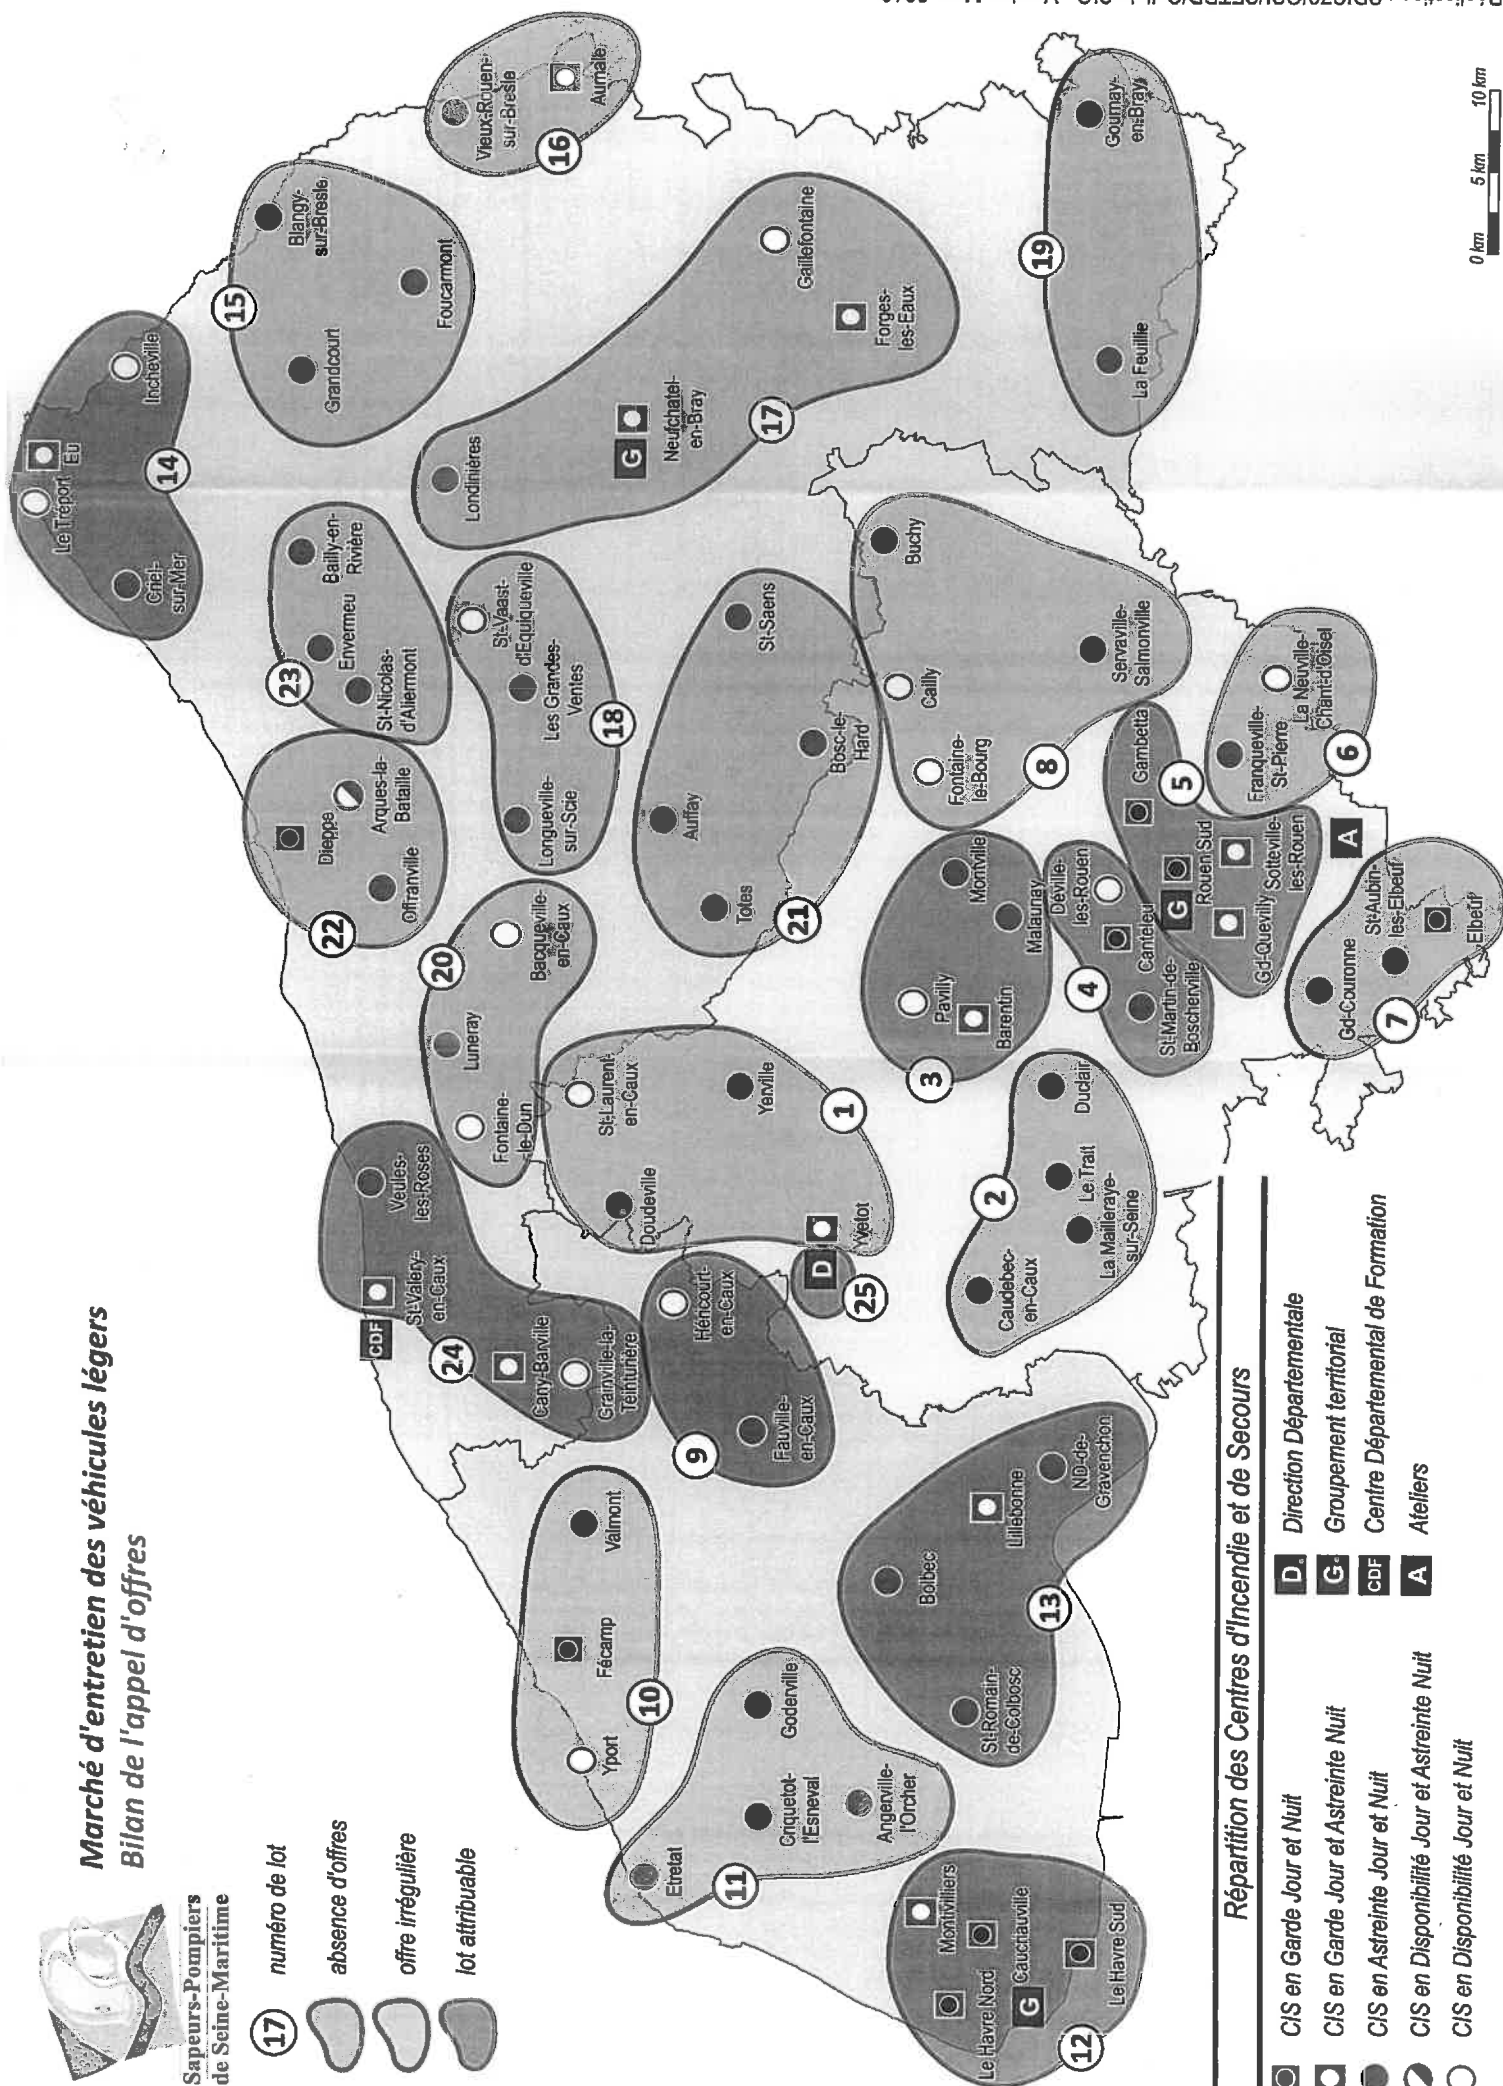 Marché d'entretien des véhicules légers
Bilan de l'appel d'offres
Sapeurs-Pompiers
de Seine-Maritime
17
numéro de lot
absence d'offres
offre irrégulière
lot attribuable
Le Tréport
Eu
Incheville
Criel-
sur-Mer
14
15
Blangy-
sur-Bresle
Grandcourt
Foucarmont
Vieux-Rouen-
sur-Bresle
Aumale
16
23
Bailly-en-
Rivière
Envermeu
St-Nicolas-
d'Aliermont
22
Dieppe
Arques-la-
Bataille
Offranville
Londinières
G
Neufchatel-
en-Bray
Gaillefontaine
Forges-
les-Eaux
17
St-Vaast-
d'Equiqueville
Les Grandes-
Ventes
Longueville-
sur-Scie
18
20
Bacqueville-
en-Caux
Luneray
Fontaine-
le-Dun
Veules-
les-Roses
St-Valery-
en-Caux
CDF
24
Cany-Barville
Grainville-la-
Teinturière
St-Saens
Auffay
Bosc-le-
Hard
Totes
21
St-Laurent-
en-Caux
Doudeville
Yerville
Yvetot
1
D
25
Héricourt-
en-Caux
Fauville-
en-Caux
9
Valmont
Fécamp
Yport
10
Etretat
Goderville
Criquetot-
l'Esneval
Angerville-
l'Orcher
11
Bolbec
Lillebonne
ND-de-
Gravenchon
St-Romain-
de-Colbosc
13
Montivilliers
Le Havre Nord
Cauchauville
G
Le Havre Sud
12
Caudebec-
en-Caux
La Mailleraye-
sur-Seine
Le Trait
Duclair
2
3
Pavilly
Barentin
Montville
Malaunay
4
Déville-
les-Rouen
Canteleu
St-Martin-de-
Boscherville
5
Gambetta
G
Rouen Sud
Gd-Quevilly
Sotteville-
les-Rouen
Buchy
Cailly
Fontaine-
le-Bourg
Servaville-
Salmonville
8
Franqueville-
St-Pierre
La Neuville-
Chant-d'Oisel
6
A
Gd-Couronne
St-Aubin-
les-Elbeuf
Elbeuf
7
19
Gournay-
en-Bray
La Feuillie
0 km 5 km 10 km
Répartition des Centres d'Incendie et de Secours
CIS en Garde Jour et Nuit
CIS en Garde Jour et Astreinte Nuit
CIS en Astreinte Jour et Nuit
CIS en Disponibilité Jour et Astreinte Nuit
CIS en Disponibilité Jour et Nuit
D Direction Départementale
G Groupement territorial
CDF Centre Départemental de Formation
A Ateliers